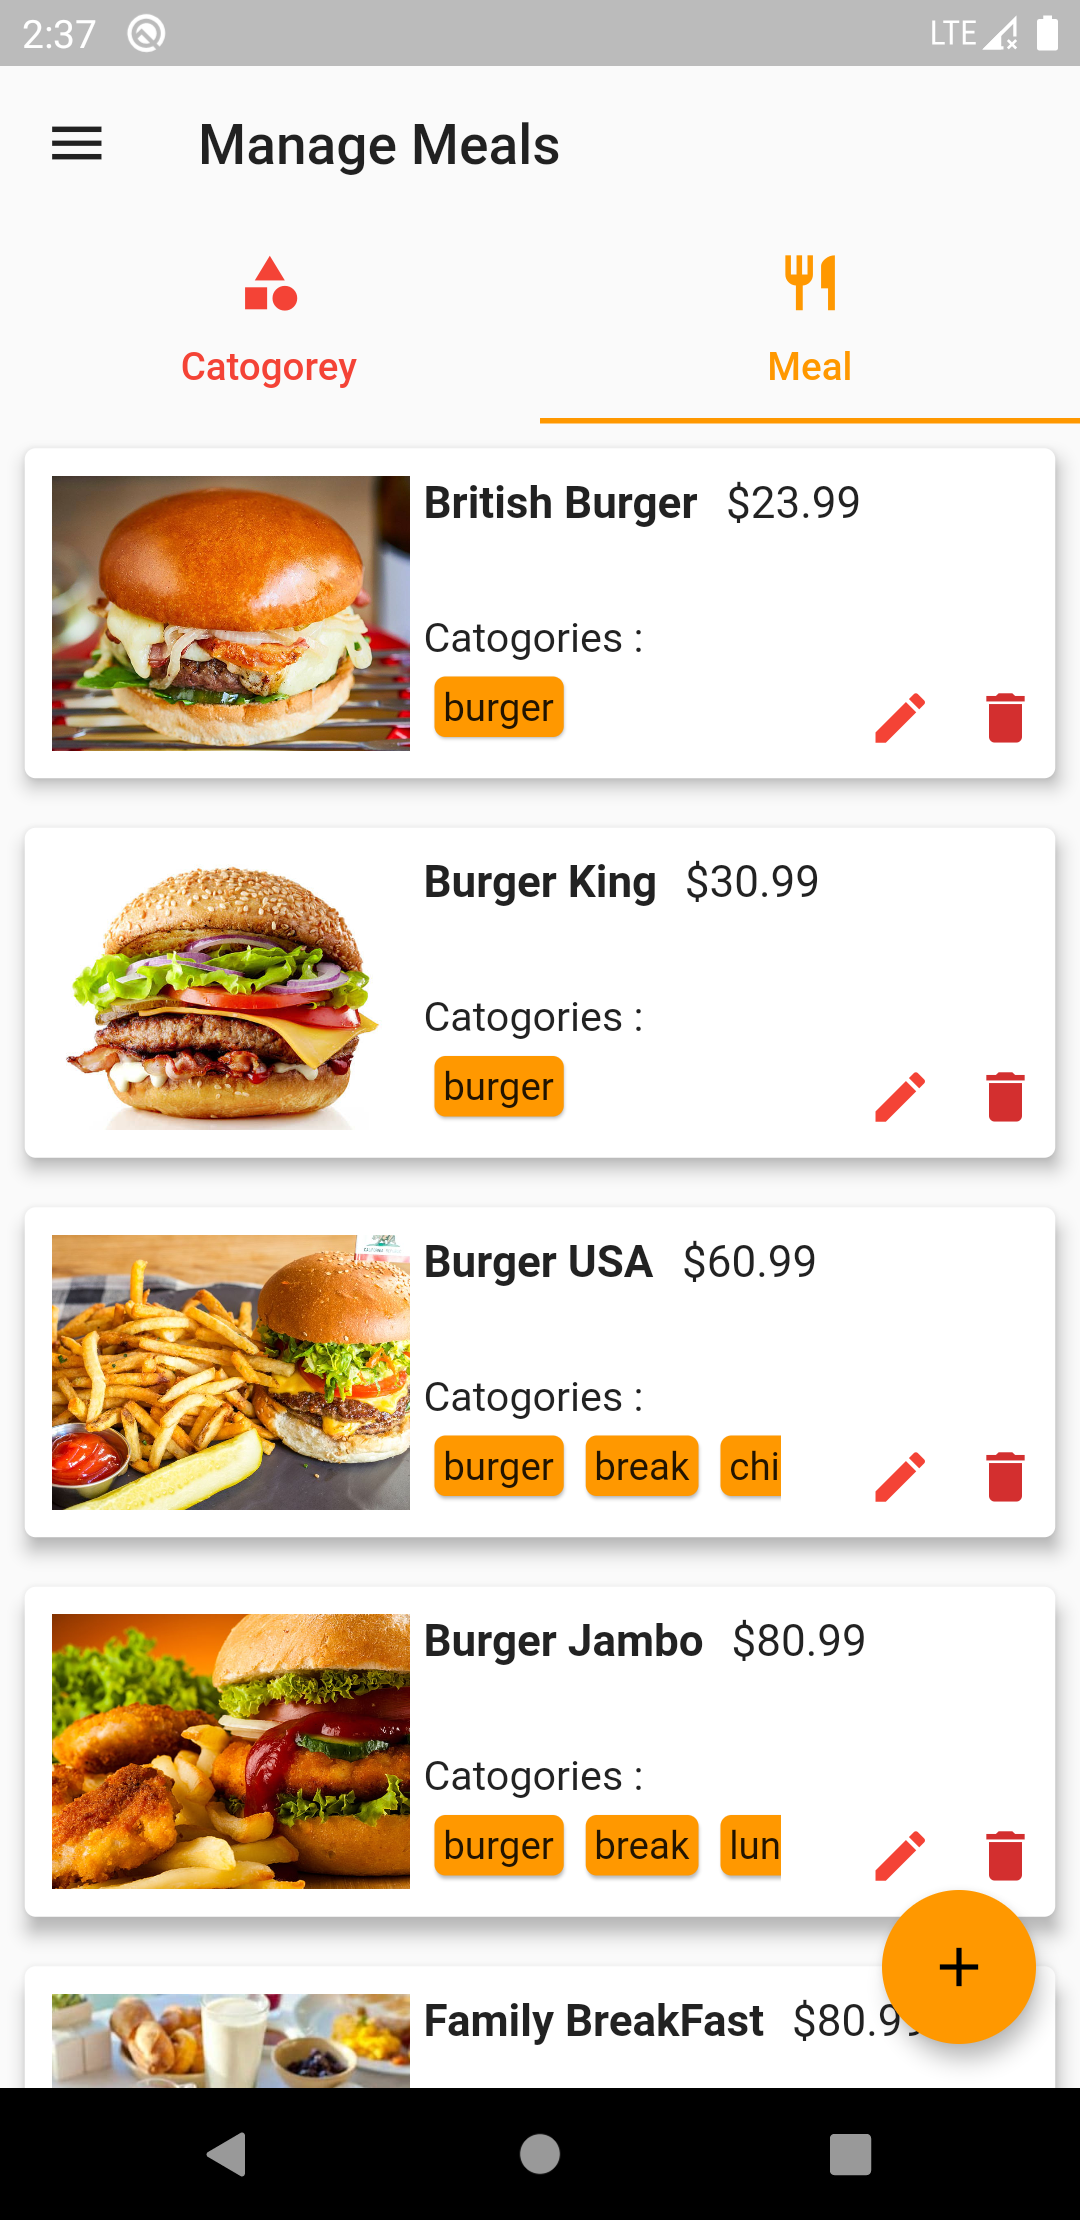 2:37 LTE
Manage Meals
Catogorey Meal
British Burger $23.99
Catogories :
burger
Burger King $30.99
Catogories :
burger
Burger USA $60.99
Catogories :
burger break chi
Burger Jambo $80.99
Catogories :
burger break lun
Family BreakFast $80.9